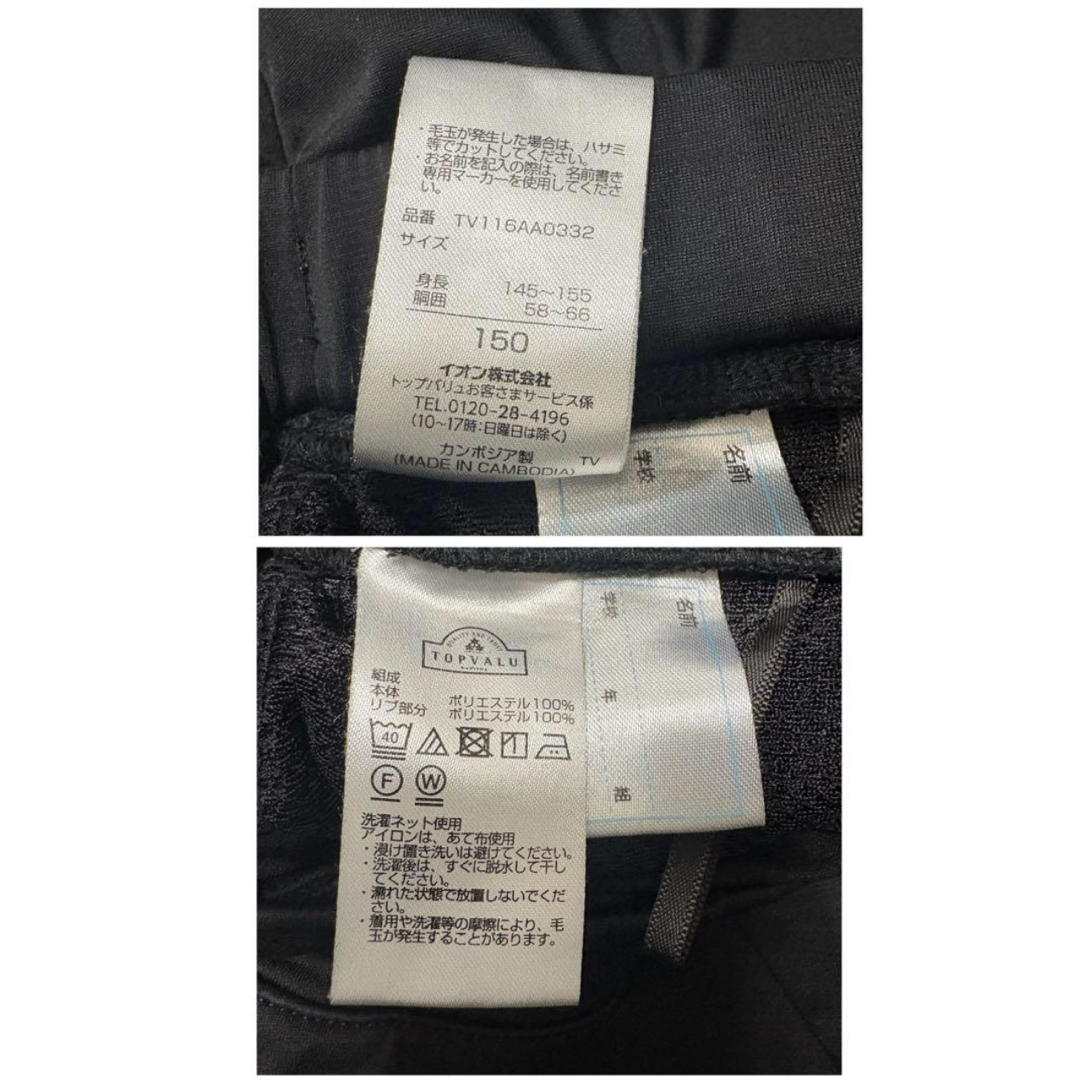 ・毛玉が発生した場合は、ハサミ
等でカットしてください。
・お名前を記入の際は、名前書き
専用マーカーを使用してくださ
い。
品番 TV116AA0332
サイズ
身長 145〜155
胴囲 58〜66
150
イオン株式会社
トップバリュお客さまサービス係
TEL.0120-28-4196
(10〜17時:日曜日は除く)
カンボジア製 TV
(MADE IN CAMBODIA)
名前
学校
QUALITY AND TRUST
TOPVALU
組成
本体 ポリエステル100%
リブ部分 ポリエステル100%
40
F W
洗濯ネット使用
アイロンは、あて布使用
・浸け置き洗いは避けてください。
・洗濯後は、すぐに脱水して干し
てください。
・濡れた状態で放置しないでくだ
さい。
・着用や洗濯等の摩擦により、毛
玉が発生することがあります。
名前
学校
年
組